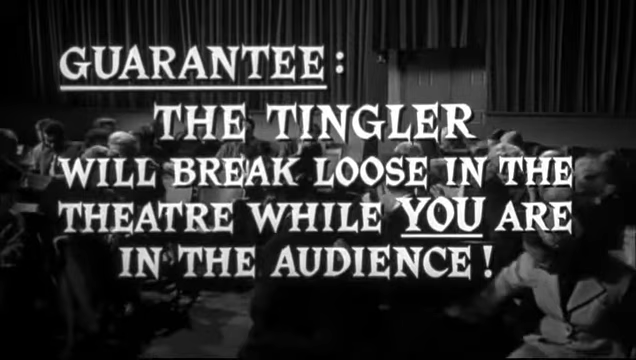 GUARANTEE:
THE TINGLER
WILL BREAK LOOSE IN THE
THEATRE WHILE YOU ARE
IN THE AUDIENCE!